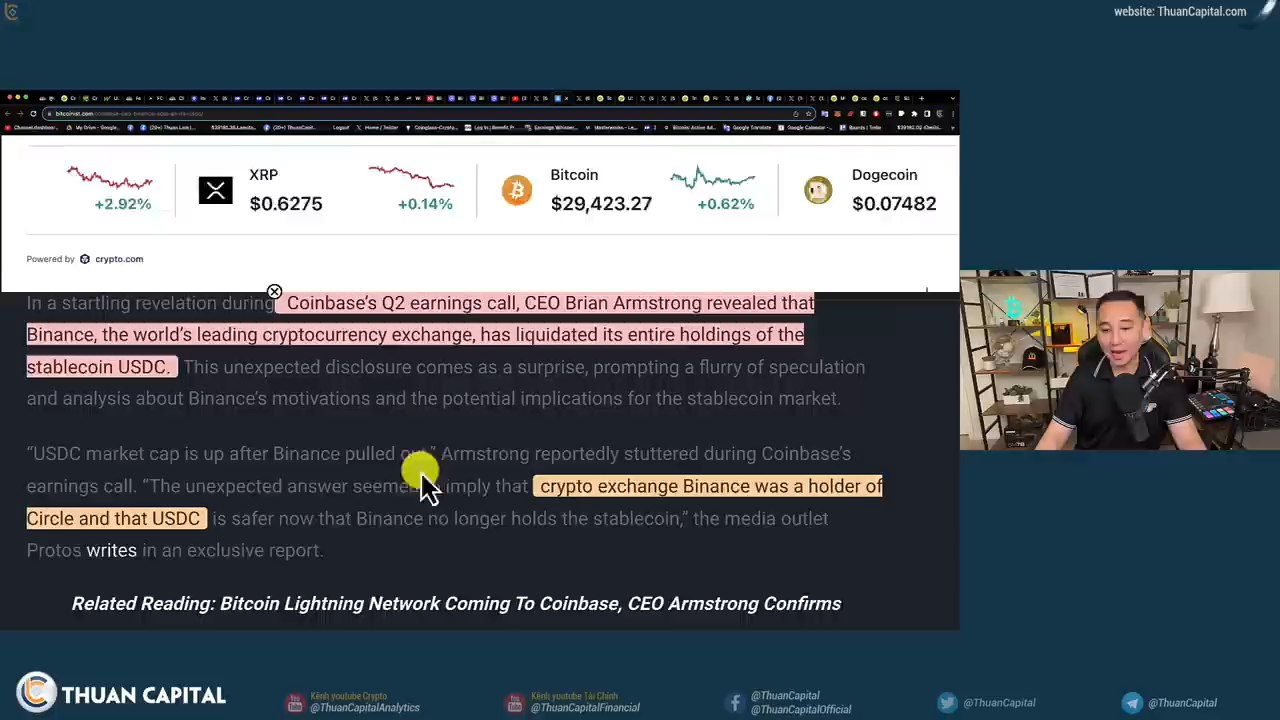 website: ThuanCapital.com
XRP
Bitcoin
Dogecoin
+2.92%
$0.6275
+0.14%
$29,423.27
+0.62%
$0.07482
Powered by crypto.com
In a startling revelation during Coinbase's Q2 earnings call, CEO Brian Armstrong revealed that
Binance, the world's leading cryptocurrency exchange, has liquidated its entire holdings of the
stablecoin USDC. This unexpected disclosure comes as a surprise, prompting a flurry of speculation
and analysis about Binance's motivations and the potential implications for the stablecoin market.
“USDC market cap is up after Binance pulled Armstrong reportedly stuttered during Coinbase's
earnings call. “The unexpected answer imply that crypto exchange Binance was a holder of
Circle and that USDC is safer now that Binance no longer holds the stablecoin,” the media outlet
Protos writes in an exclusive report.
Related Reading: Bitcoin Lightning Network Coming To Coinbase, CEO Armstrong Confirms
THUAN CAPITAL
Kênh youtube Crypto
@ThuanCapitalAnalytics
Kênh youtube Tài Chính
@ThuanCapitalFinancial
@ThuanCapital
@ThuanCapitalOfficial
@ThuanCapital
@ThuanCapital